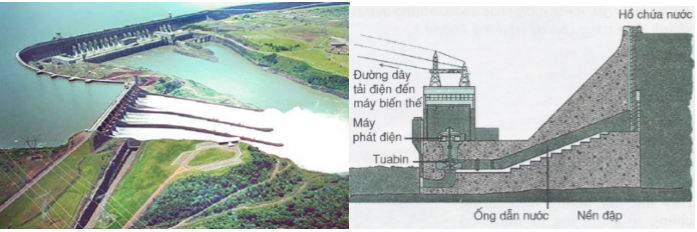 Hồ chứa nước
Đường dây
tải điện đến
máy biến thế
Máy
phát điện
Tuabin
Ống dẫn nước
Nền đập